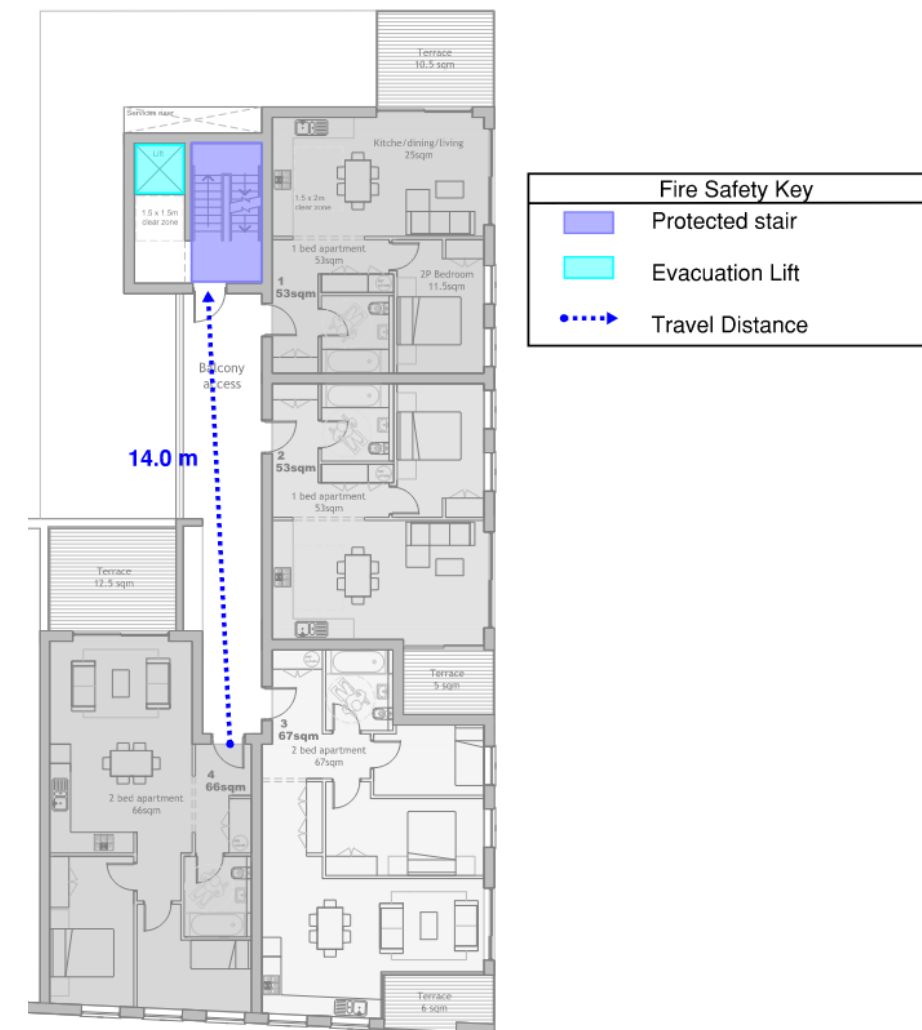 Terrace
10.5 sqm
Services riser
Lift
1.5 x 1.5m
clear zone
Kitche/dining/living
25sqm
1.5 x 2m
clear zone
1 bed apartment
53sqm
1
53sqm
2P Bedroom
11.5sqm
Balcony
access
14.0 m
2
53sqm
1 bed apartment
53sqm
Terrace
12.5 sqm
Terrace
5 sqm
3
67sqm
2 bed apartment
67sqm
4
66sqm
2 bed apartment
66sqm
Terrace
6 sqm
Fire Safety Key
Protected stair
Evacuation Lift
Travel Distance